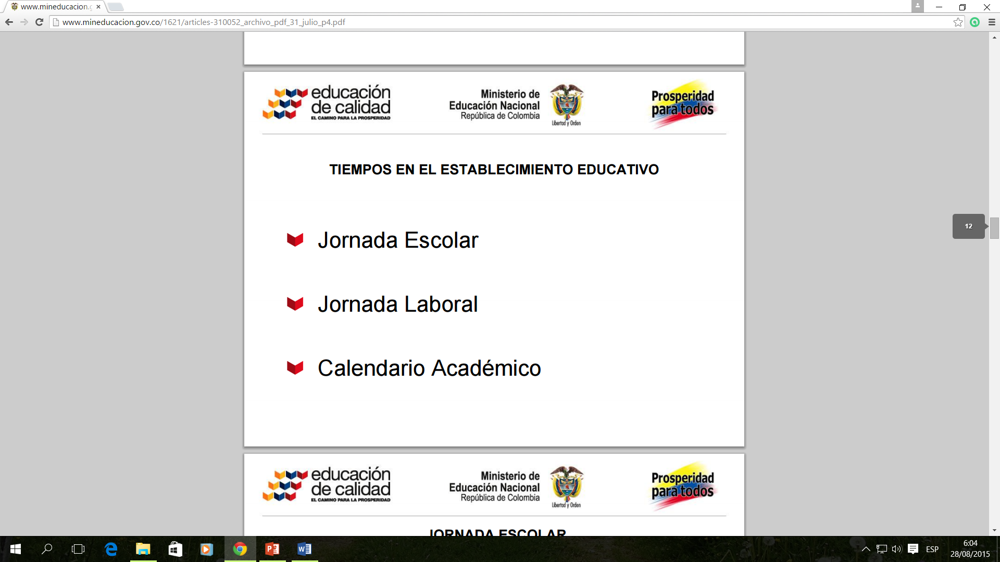 www.mineducacion.g
www.mineducacion.gov.co/1621/articles-310052_archivo_pdf_31_julio_p4.pdf
educación
de calidad
EL CAMINO PARA LA PROSPERIDAD
Ministerio de
Educación Nacional
República de Colombia
Libertad y Orden
Prosperidad
para todos
TIEMPOS EN EL ESTABLECIMIENTO EDUCATIVO
Jornada Escolar
Jornada Laboral
Calendario Académico
12
educación
de calidad
EL CAMINO PARA LA PROSPERIDAD
Ministerio de
Educación Nacional
República de Colombia
Libertad y Orden
Prosperidad
para todos
JORNADA ESCOLAR
ESP
6:04
28/08/2015